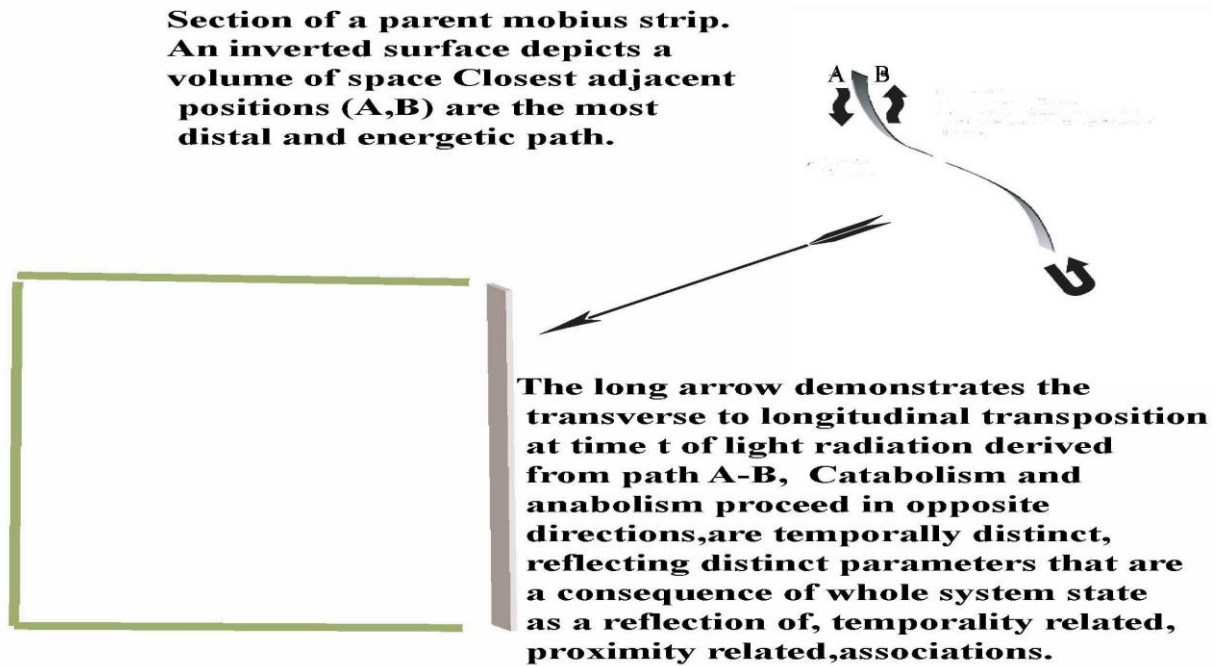 Section of a parent mobius strip.
An inverted surface depicts a
volume of space Closest adjacent
positions (A,B) are the most
distal and energetic path.
A B
The long arrow demonstrates the
transverse to longitudinal transposition
at time t of light radiation derived
from path A-B, Catabolism and
anabolism proceed in opposite
directions,are temporally distinct,
reflecting distinct parameters that are
a consequence of whole system state
as a reflection of, temporality related,
proximity related,associations.